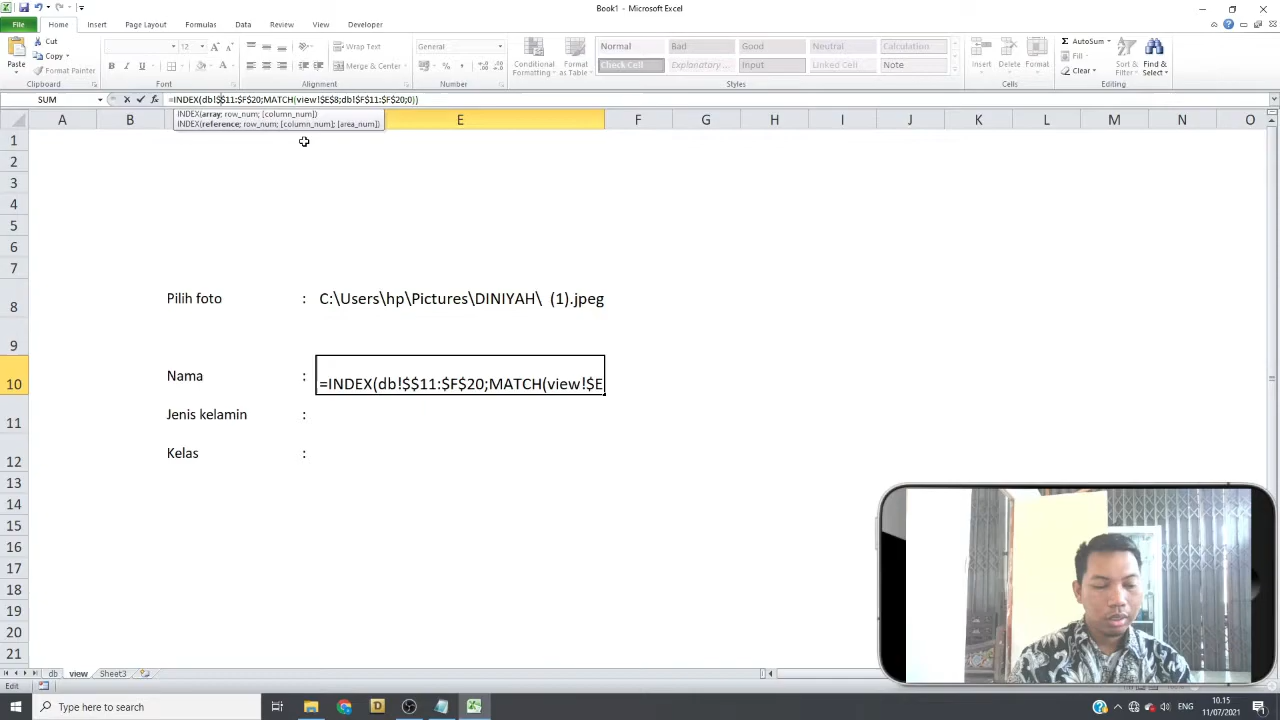 Book1 - Microsoft Excel
File Home Insert Page Layout Formulas Data Review View Developer
Cut
Copy
Format Painter
Paste
Clipboard
12
Font
Wrap Text
Merge & Center
Alignment
General
Number
Conditional Formatting
Format as Table
Normal Bad Good Neutral Calculation
Check Cell Explanatory... Input Linked Cell Note
Styles
Insert Delete Format
Cells
AutoSum
Fill
Clear
Sort & Filter
Find & Select
Editing
SUM
=INDEX(db!$$11:$F$20;MATCH(view!$E$8;db!$F$11:$F$20;0))
INDEX(array; row_num; [column_num])
INDEX(reference; row_num; [column_num]; [area_num])
A B E F G H I J K L M N O
1
2
3
4
5
6
7
8
9
10
11
12
13
14
15
16
17
18
19
20
21
Pilih foto : C:\Users\hp\Pictures\DINIYAH\ (1).jpeg
Nama : =INDEX(db!$$11:$F$20;MATCH(view!$E
Jenis kelamin :
Kelas :
db view Sheet3
Edit
Type here to search
ENG
10.15
11/07/2021